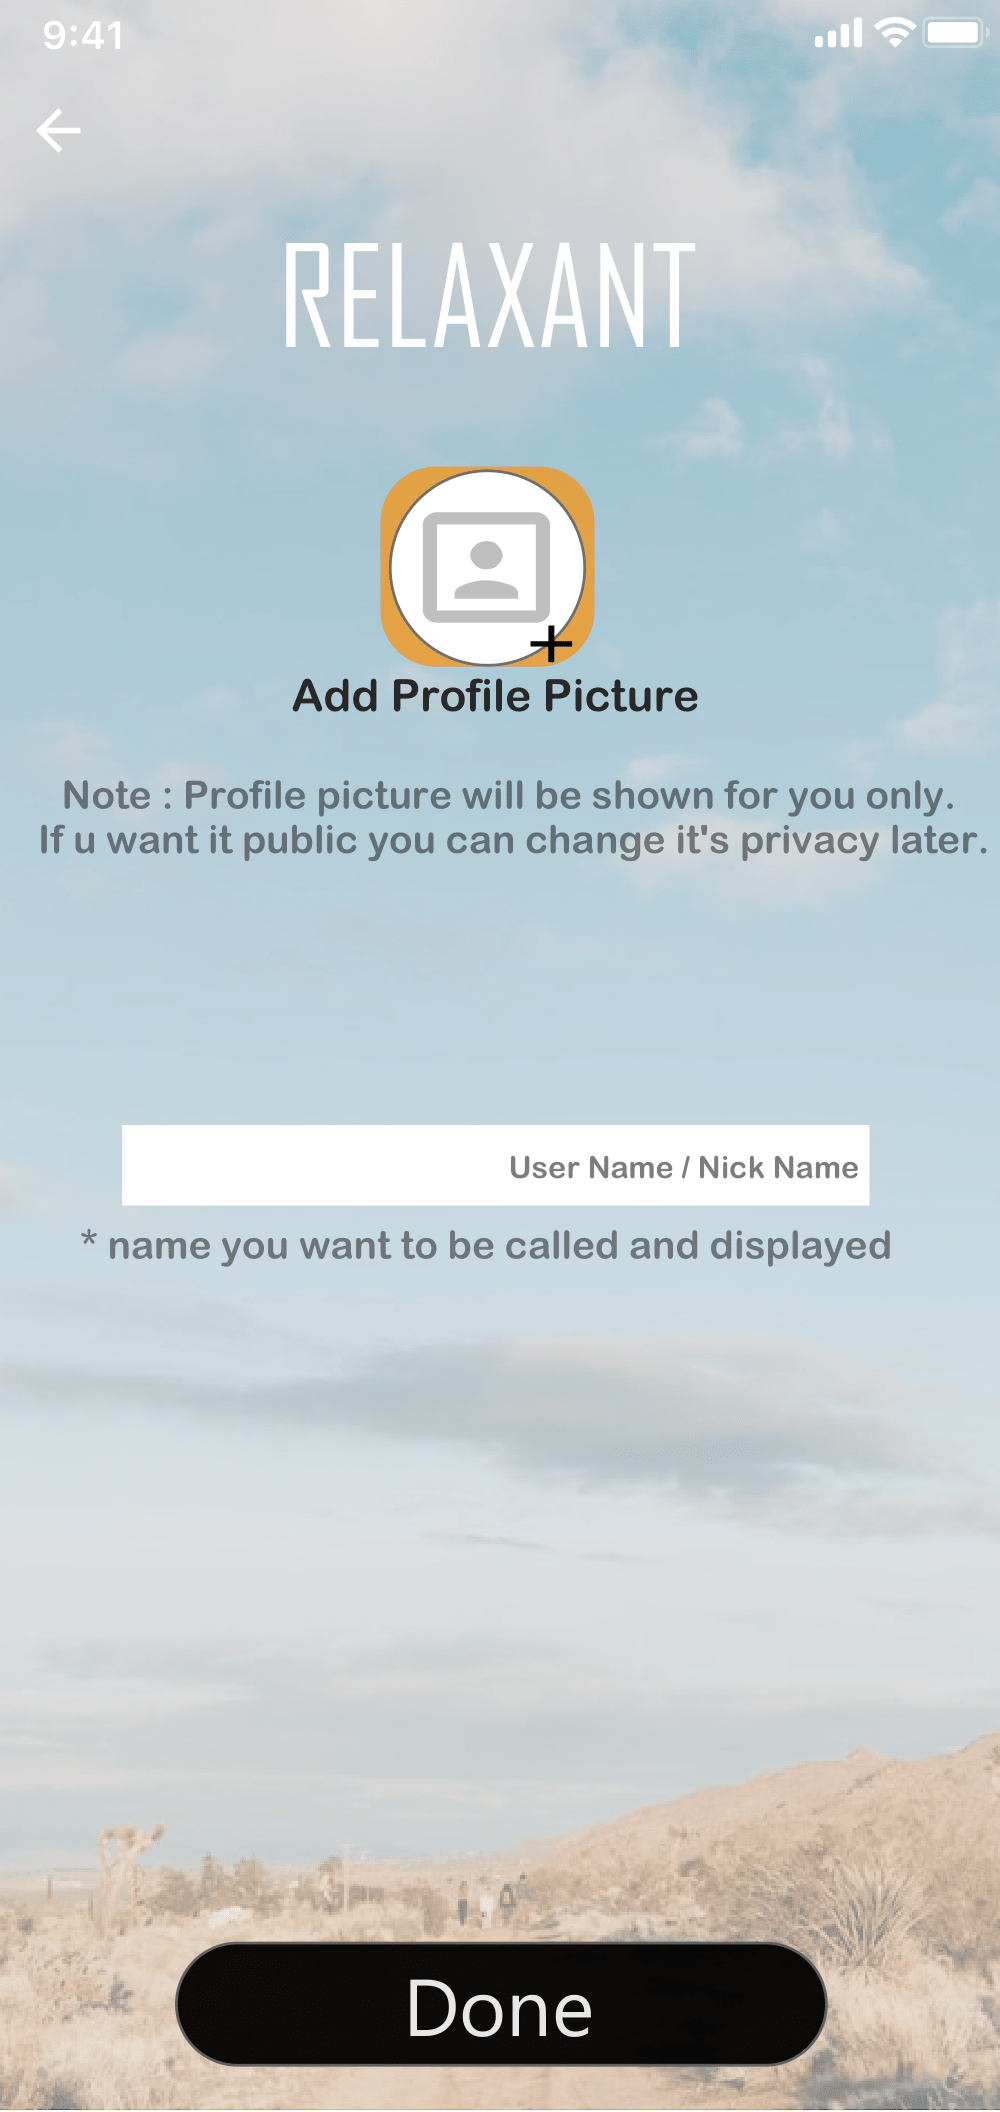 9:41
RELAXANT
Add Profile Picture
Note : Profile picture will be shown for you only.
If u want it public you can change it's privacy later.
User Name / Nick Name
* name you want to be called and displayed
Done